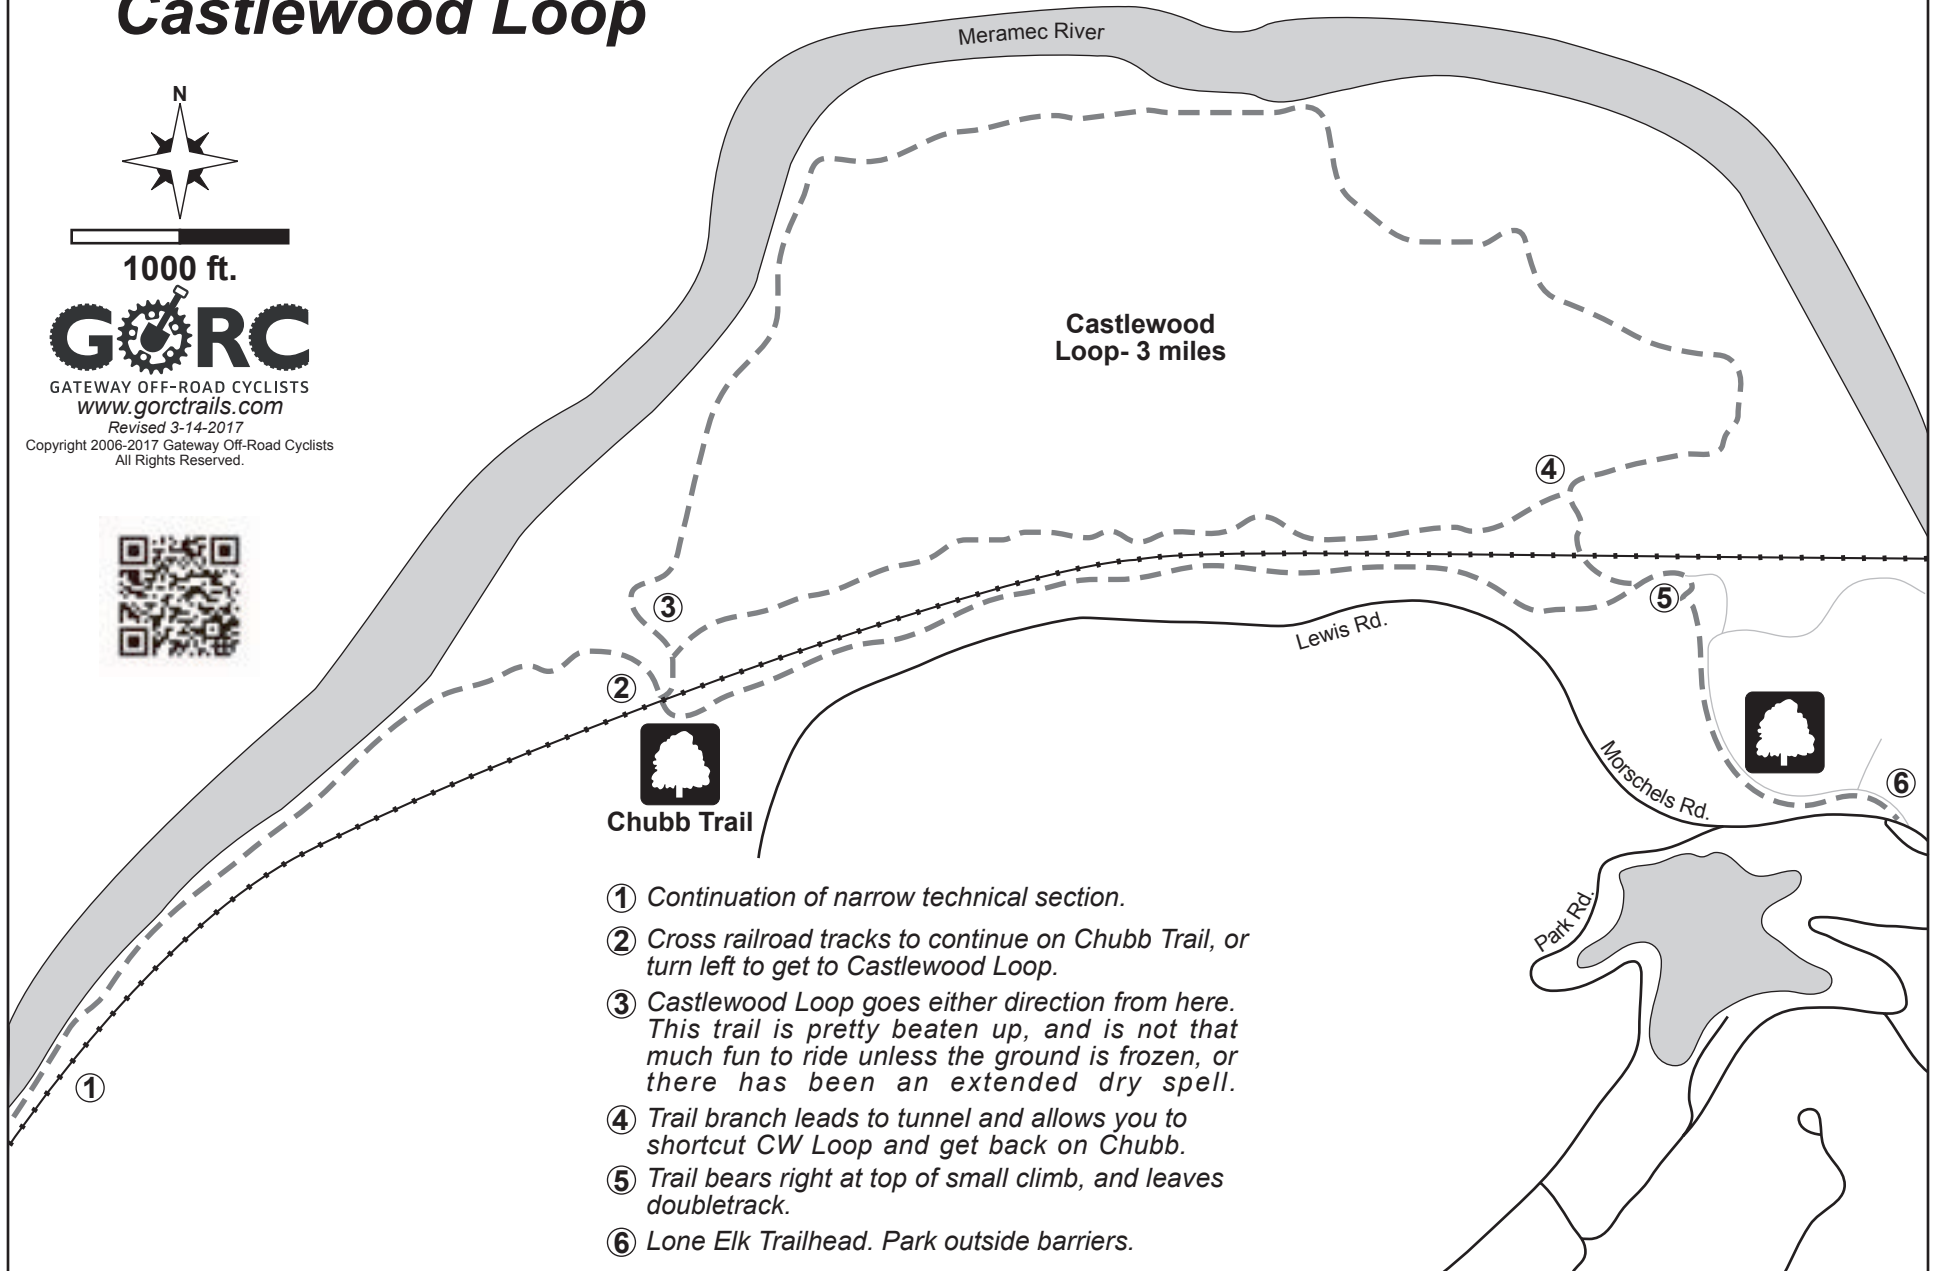 Castlewood Loop
Meramec River
N
1000 ft.
GORC
GATEWAY OFF-ROAD CYCLISTS
www.gorctrails.com
Revised 3-14-2017
Copyright 2006-2017 Gateway Off-Road Cyclists
All Rights Reserved.
Castlewood
Loop- 3 miles
4
3
5
Lewis Rd.
2
Morschels Rd.
6
Chubb Trail
Park Rd.
1
1 Continuation of narrow technical section.
2 Cross railroad tracks to continue on Chubb Trail, or
turn left to get to Castlewood Loop.
3 Castlewood Loop goes either direction from here.
This trail is pretty beaten up, and is not that
much fun to ride unless the ground is frozen, or
there has been an extended dry spell.
4 Trail branch leads to tunnel and allows you to
shortcut CW Loop and get back on Chubb.
5 Trail bears right at top of small climb, and leaves
doubletrack.
6 Lone Elk Trailhead. Park outside barriers.